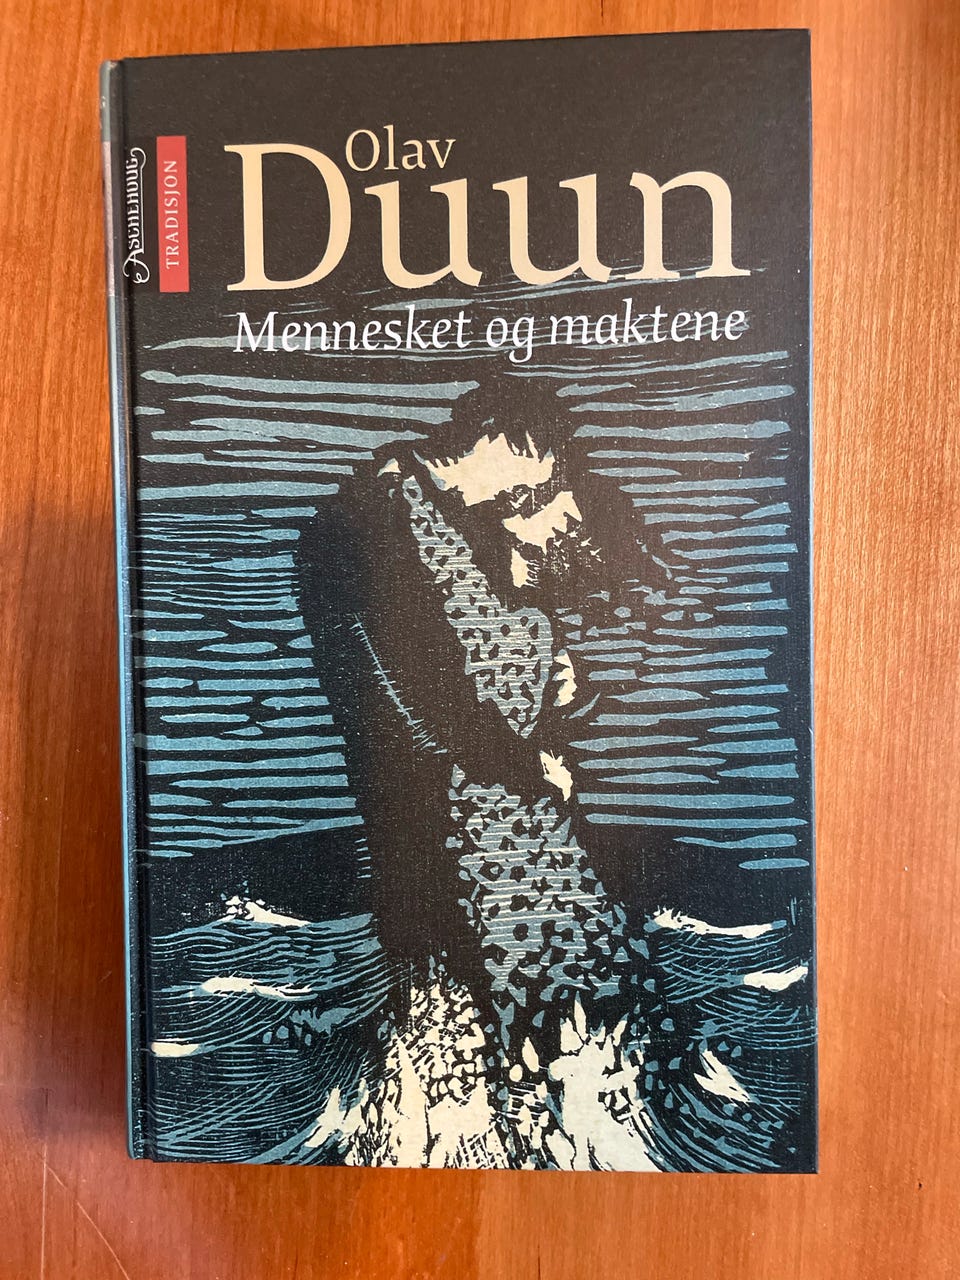 Olav
Duun
Mennesket og maktene
ASCHEHOUG
TRADISJON